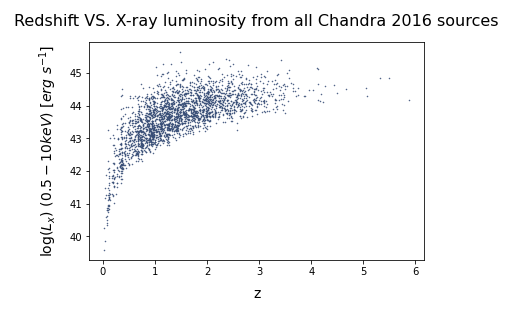 Redshift VS. X-ray luminosity from all Chandra 2016 sources
log(Lₓ) (0.5 − 10keV) [erg s⁻¹]
45
44
43
42
41
40
0 1 2 3 4 5 6
z